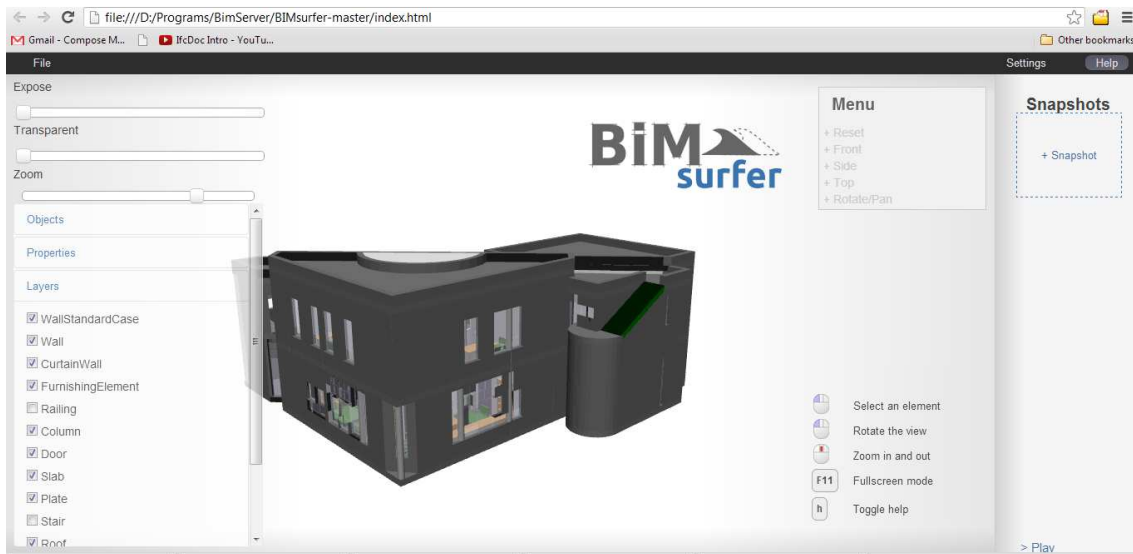 file:///D:/Programs/BimServer/BIMsurfer-master/index.html
Gmail - Compose M... IfcDoc Intro - YouTu... Other bookmarks
File Settings Help
Expose
Transparent
Zoom
Objects
Properties
Layers
WallStandardCase
Wall
CurtainWall
FurnishingElement
Railing
Column
Door
Slab
Plate
Stair
Roof
BiM
surfer
Menu
+ Reset
+ Front
+ Side
+ Top
+ Rotate/Pan
Select an element
Rotate the view
Zoom in and out
F11 Fullscreen mode
h Toggle help
Snapshots
+ Snapshot
> Play